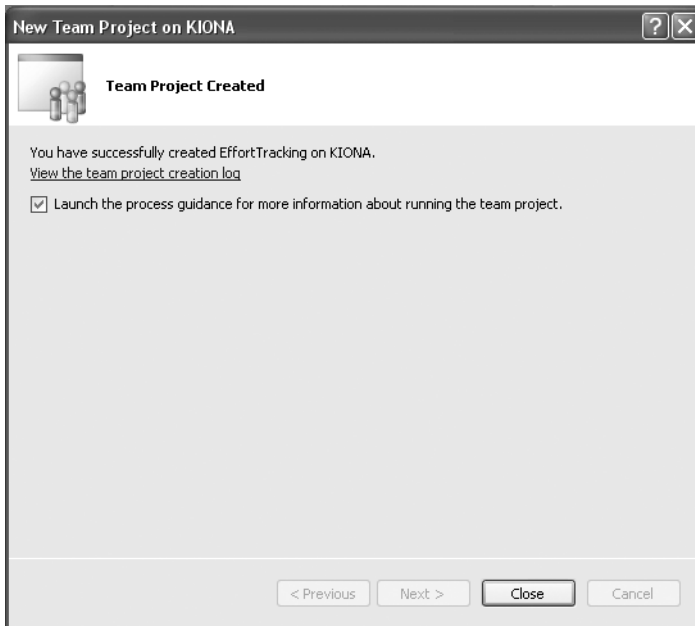 New Team Project on KIONA
Team Project Created
You have successfully created EffortTracking on KIONA.
View the team project creation log
Launch the process guidance for more information about running the team project.
< Previous
Next >
Close
Cancel